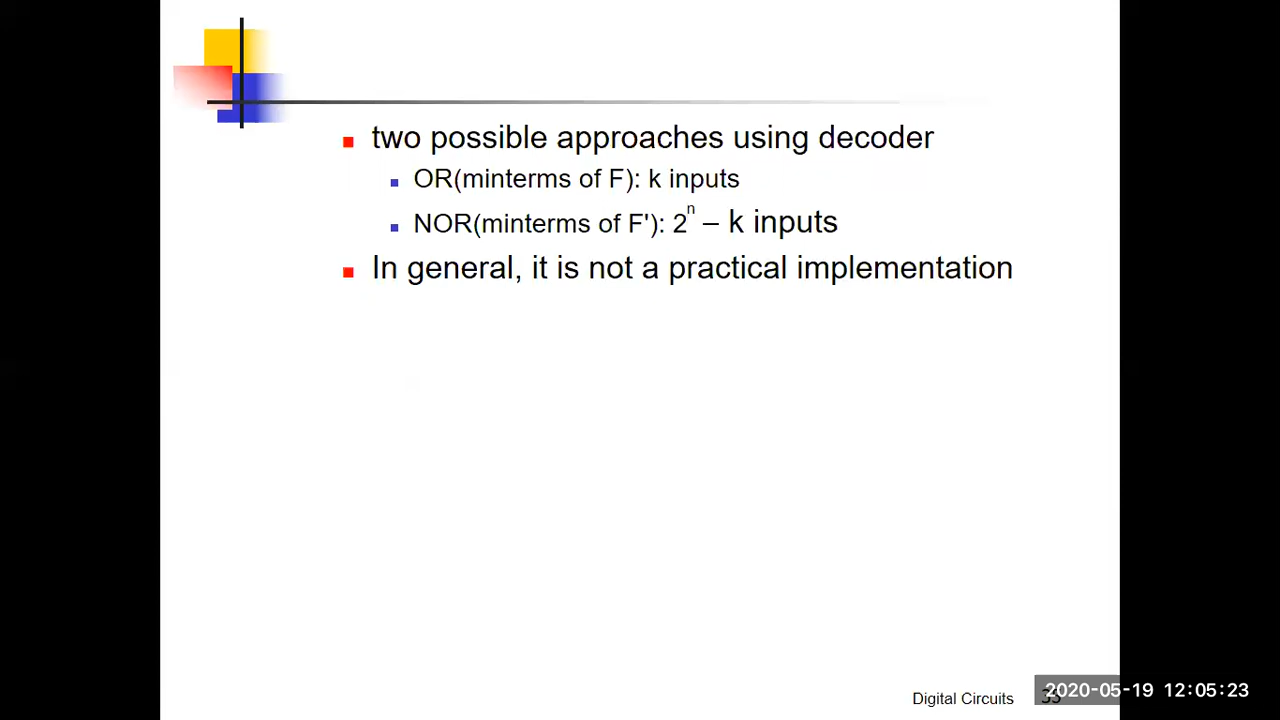 two possible approaches using decoder
OR(minterms of F): k inputs
NOR(minterms of F'): 2ⁿ – k inputs
In general, it is not a practical implementation
Digital Circuits
2020-05-19 12:05:23